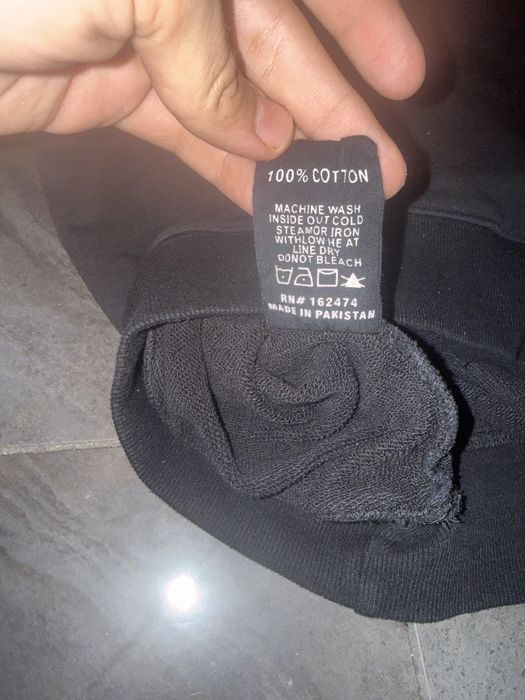 100% COTTON
MACHINE WASH
INSIDE OUT COLD
STEAMOR IRON
WITHLOW HE AT
LINE DRY
DONOT BLEACH
RN# 162474
MADE IN PAKISTAN